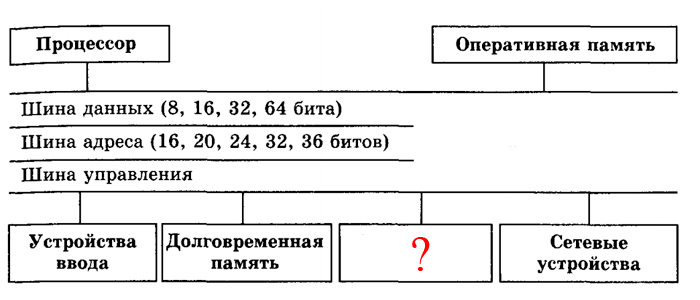 Процессор
Оперативная память
Шина данных (8, 16, 32, 64 бита)
Шина адреса (16, 20, 24, 32, 36 битов)
Шина управления
Устройства
ввода
Долговременная
память
?
Сетевые
устройства